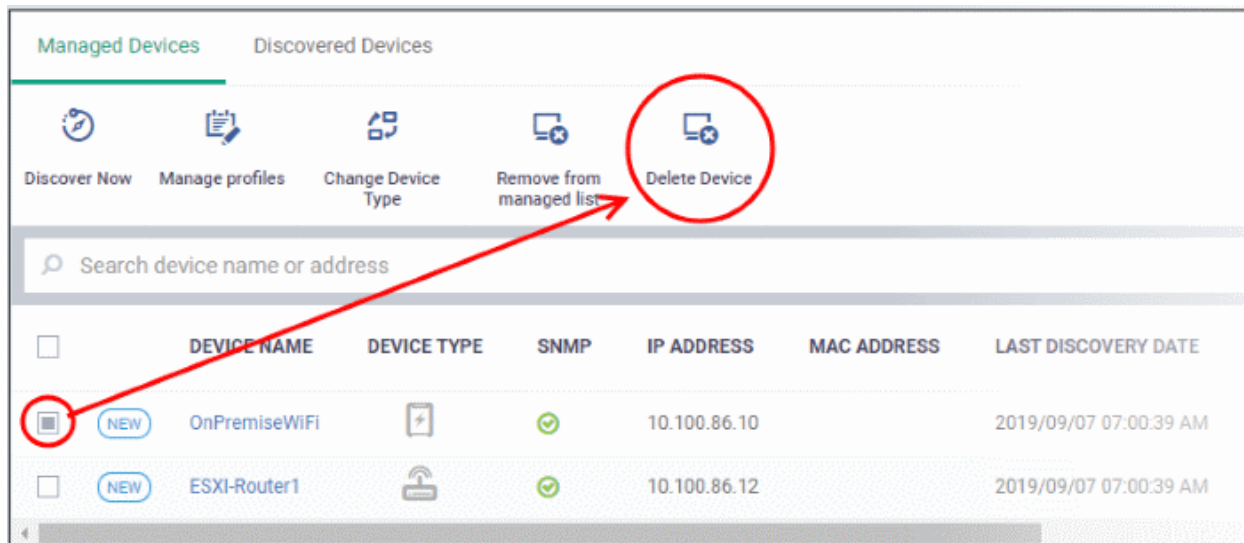 Managed Devices Discovered Devices
Discover Now Manage profiles Change Device Remove from Delete Device
Type managed list
Search device name or address
DEVICE NAME DEVICE TYPE SNMP IP ADDRESS MAC ADDRESS LAST DISCOVERY DATE
NEW OnPremiseWiFi 10.100.86.10 2019/09/07 07:00:39 AM
NEW ESXI-Router1 10.100.86.12 2019/09/07 07:00:39 AM